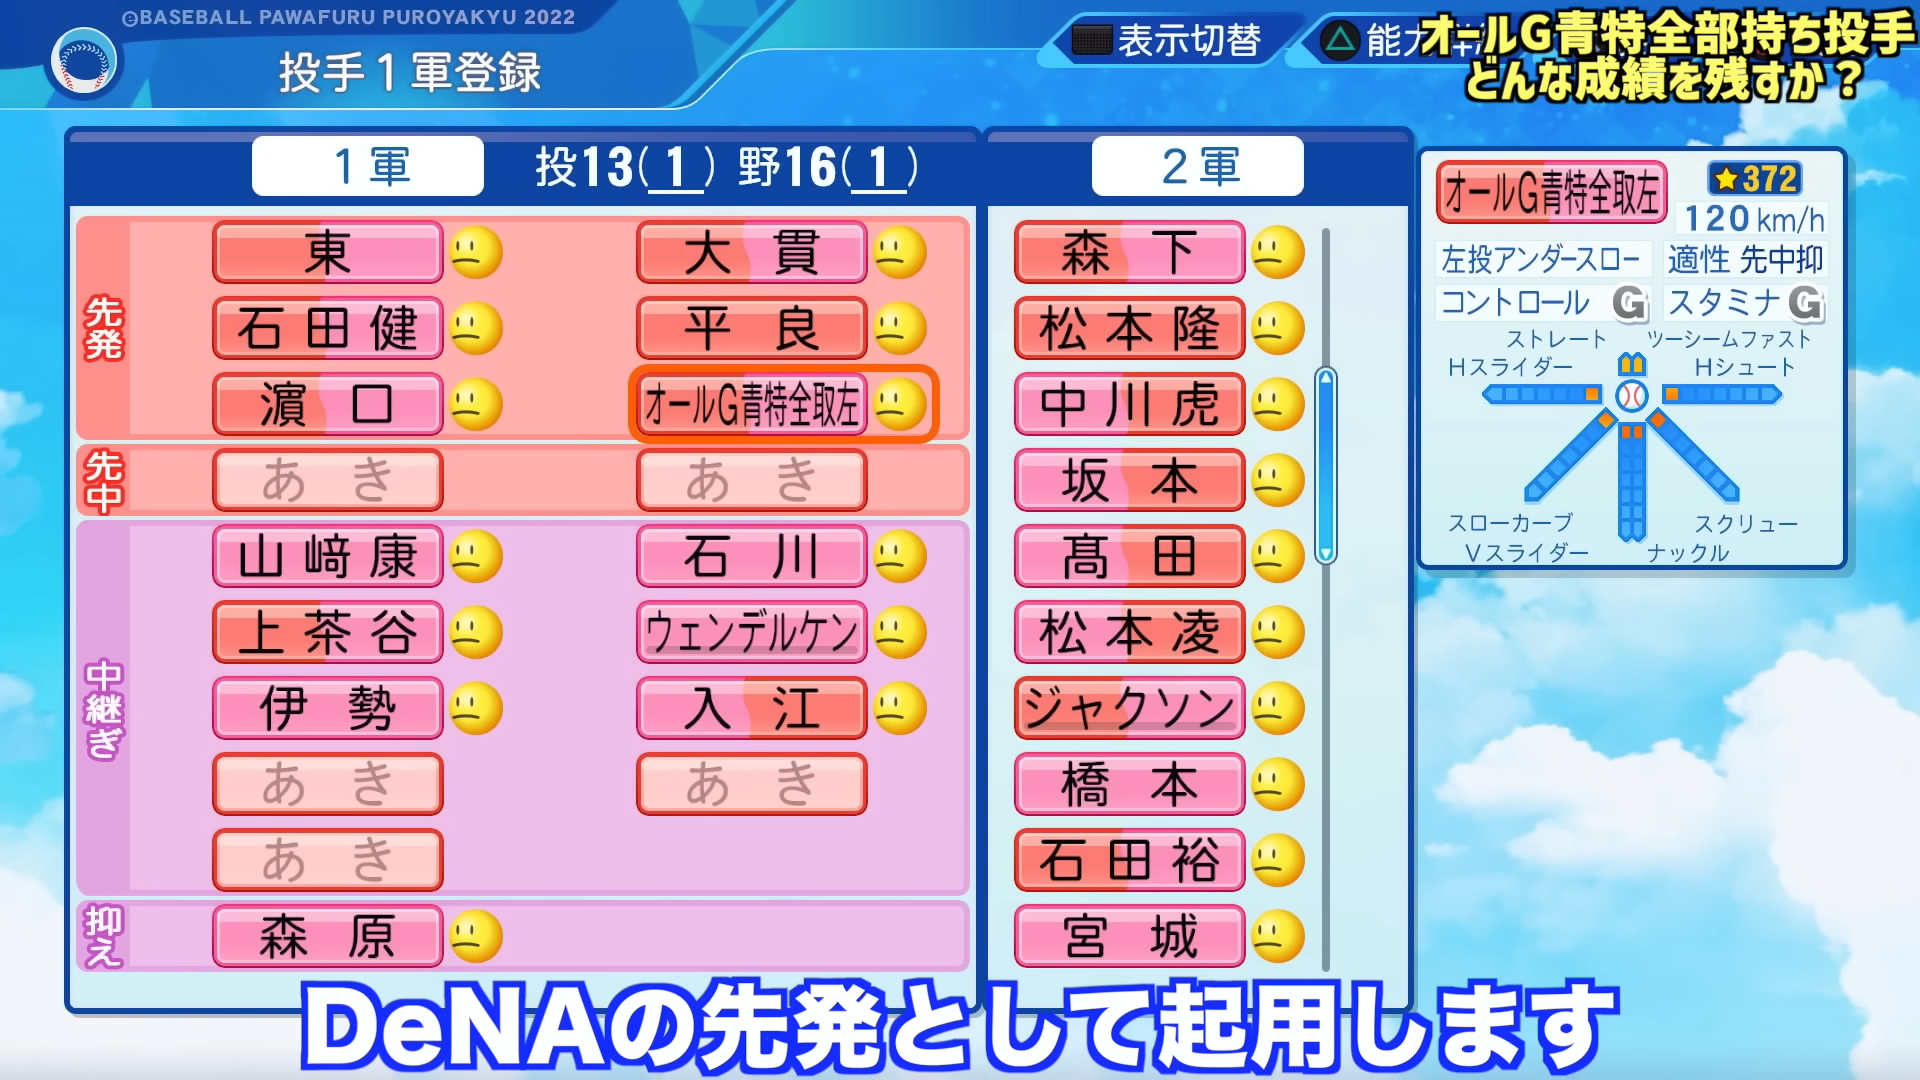 eBASEBALL PAWAFURU PUROYAKYU 2022
投手1軍登録
表示切替
能力
オールG青特全部持ち投手
どんな成績を残すか？
1軍
投13(1) 野16(1)
2軍
先発
東
大貫
石田健
平良
濵口
オールG青特全取左
先中
あき
あき
中継ぎ
山﨑康
石川
上茶谷
ウェンデルケン
伊勢
入江
あき
あき
あき
抑え
森原
森下
松本隆
中川虎
坂本
髙田
松本凌
ジャクソン
橋本
石田裕
宮城
オールG青特全取左
★372
120km/h
左投アンダースロー
適性 先中抑
コントロール G
スタミナ G
ストレート
ツーシームファスト
Hスライダー
Hシュート
スローカーブ
スクリュー
Vスライダー
ナックル
DeNAの先発として起用します